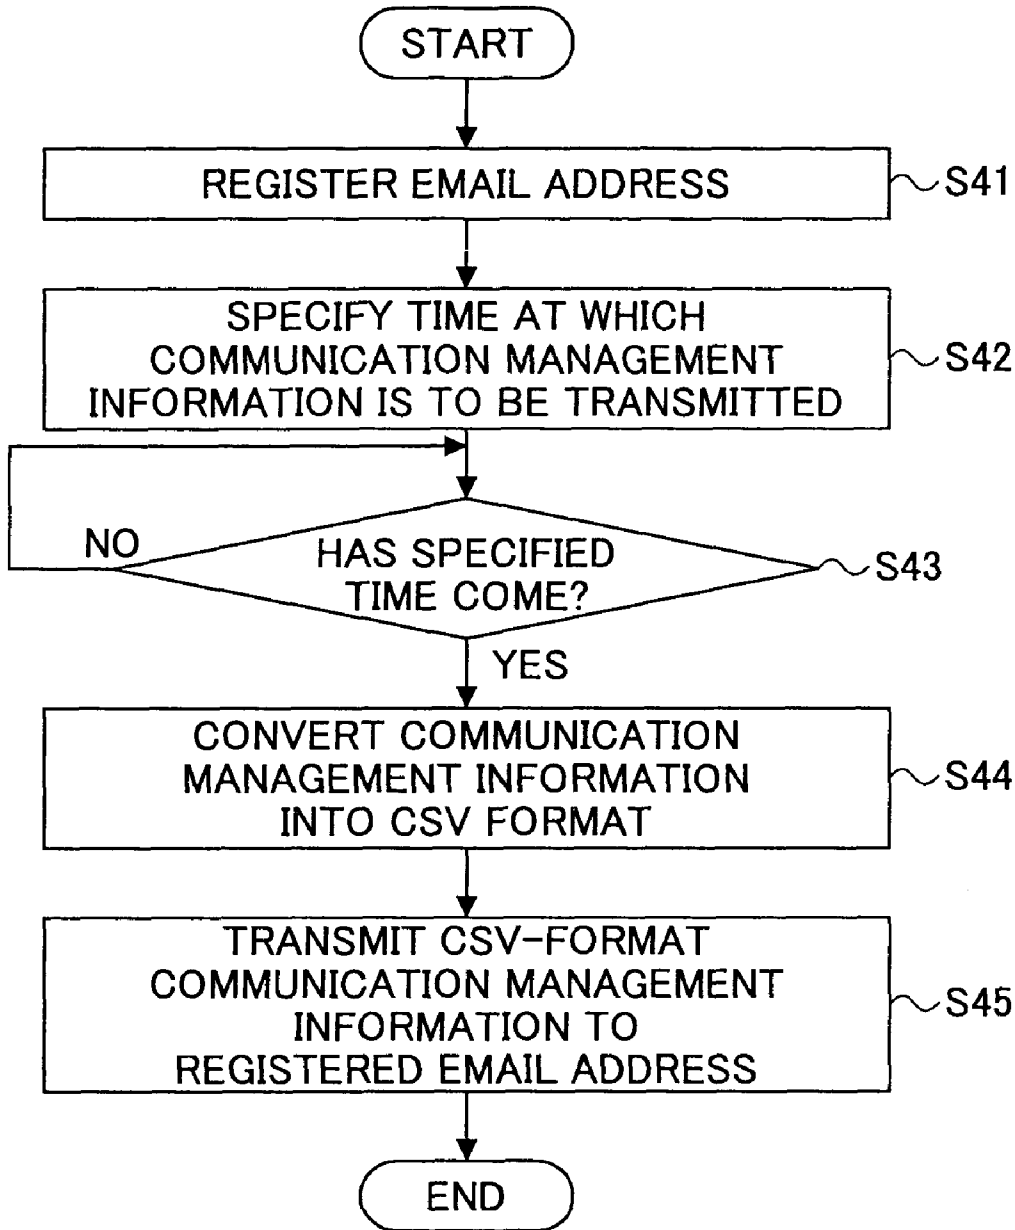 START
REGISTER EMAIL ADDRESS
S41
SPECIFY TIME AT WHICH
COMMUNICATION MANAGEMENT
INFORMATION IS TO BE TRANSMITTED
S42
NO
HAS SPECIFIED
TIME COME?
S43
YES
CONVERT COMMUNICATION
MANAGEMENT INFORMATION
INTO CSV FORMAT
S44
TRANSMIT CSV-FORMAT
COMMUNICATION MANAGEMENT
INFORMATION TO
REGISTERED EMAIL ADDRESS
S45
END